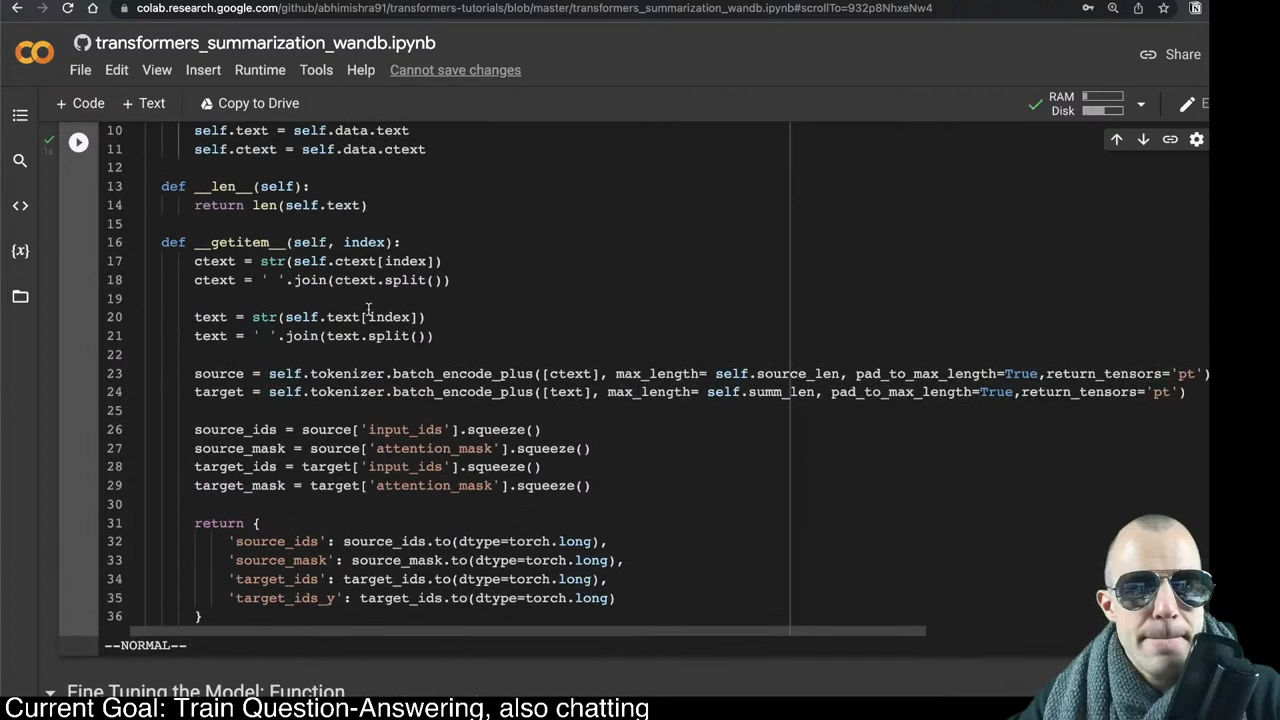 colab.research.google.com/github/abhimishra91/transformers-tutorials/blob/master/transformers_summarization_wandb.ipynb#scrollTo=932p8NhxeNw4
transformers_summarization_wandb.ipynb
Share
File Edit View Insert Runtime Tools Help Cannot save changes
+ Code + Text Copy to Drive
RAM
Disk
E
10 self.text = self.data.text
11 self.ctext = self.data.ctext
12
13 def __len__(self):
14 return len(self.text)
15
16 def __getitem__(self, index):
17 ctext = str(self.ctext[index])
18 ctext = ' '.join(ctext.split())
19
20 text = str(self.text[index])
21 text = ' '.join(text.split())
22
23 source = self.tokenizer.batch_encode_plus([ctext], max_length= self.source_len, pad_to_max_length=True,return_tensors='pt')
24 target = self.tokenizer.batch_encode_plus([text], max_length= self.summ_len, pad_to_max_length=True,return_tensors='pt')
25
26 source_ids = source['input_ids'].squeeze()
27 source_mask = source['attention_mask'].squeeze()
28 target_ids = target['input_ids'].squeeze()
29 target_mask = target['attention_mask'].squeeze()
30
31 return {
32 'source_ids': source_ids.to(dtype=torch.long),
33 'source_mask': source_mask.to(dtype=torch.long),
34 'target_ids': target_ids.to(dtype=torch.long),
35 'target_ids_y': target_ids.to(dtype=torch.long)
36 }
--NORMAL--
Fine Tuning the Model: Function
Current Goal: Train Question-Answering, also chatting